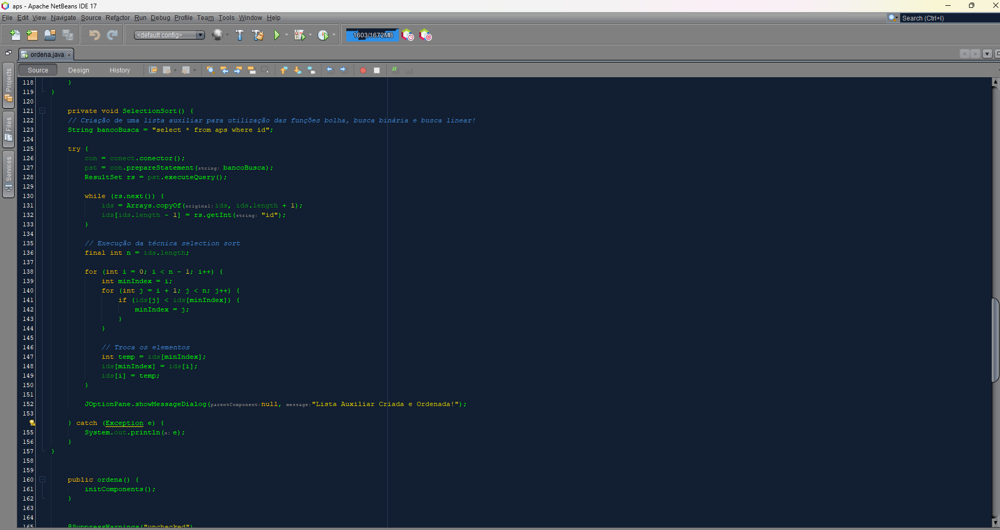 aps - Apache NetBeans IDE 17
File Edit View Navigate Source Refactor Run Debug Profile Team Tools Window Help
Search (Ctrl+I)
<default config>
1603/1672MB
ordena.java
Source Design History
Projects
Files
Services
118 }
119 }
120
121 private void SelectionSort() {
122 // Criação de uma lista auxiliar para utilização das funções bolha, busca binária e busca linear!
123 String bancoBusca = "select * from aps where id";
124
125 try {
126 con = conect.conector();
127 pst = con.prepareStatement(string: bancoBusca);
128 ResultSet rs = pst.executeQuery();
129
130 while (rs.next()) {
131 ids = Arrays.copyOf(original: ids, ids.length + 1);
132 ids[ids.length - 1] = rs.getInt(string: "id");
133 }
134
135 // Execução da técnica selection sort
136 final int n = ids.length;
137
138 for (int i = 0; i < n - 1; i++) {
139 int minIndex = i;
140 for (int j = i + 1; j < n; j++) {
141 if (ids[j] < ids[minIndex]) {
142 minIndex = j;
143 }
144 }
145
146 // Troca os elementos
147 int temp = ids[minIndex];
148 ids[minIndex] = ids[i];
149 ids[i] = temp;
150 }
151
152 JOptionPane.showMessageDialog(parentComponent: null, message: "Lista Auxiliar Criada e Ordenada!");
153
} catch (Exception e) {
155 System.out.println(x: e);
156 }
157 }
158
159
160 public ordena() {
161 initComponents();
162 }
163
164
165 @SuppressWarnings("unchecked")